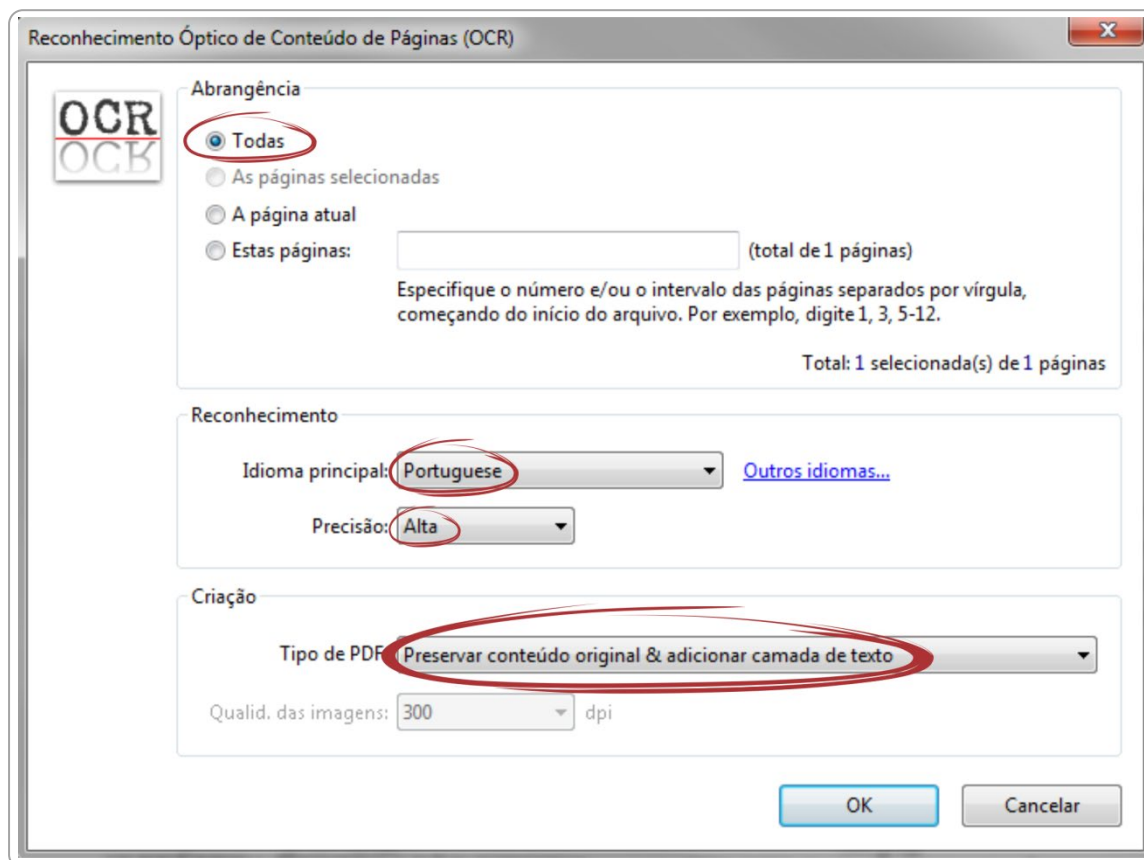 Reconhecimento Óptico de Conteúdo de Páginas (OCR)
OCR
Abrangência
Todas
As páginas selecionadas
A página atual
Estas páginas: (total de 1 páginas)
Especifique o número e/ou o intervalo das páginas separados por vírgula,
começando do início do arquivo. Por exemplo, digite 1, 3, 5-12.
Total: 1 selecionada(s) de 1 páginas
Reconhecimento
Idioma principal: Portuguese Outros idiomas...
Precisão: Alta
Criação
Tipo de PDF Preservar conteúdo original & adicionar camada de texto
Qualid. das imagens: 300 dpi
OK Cancelar